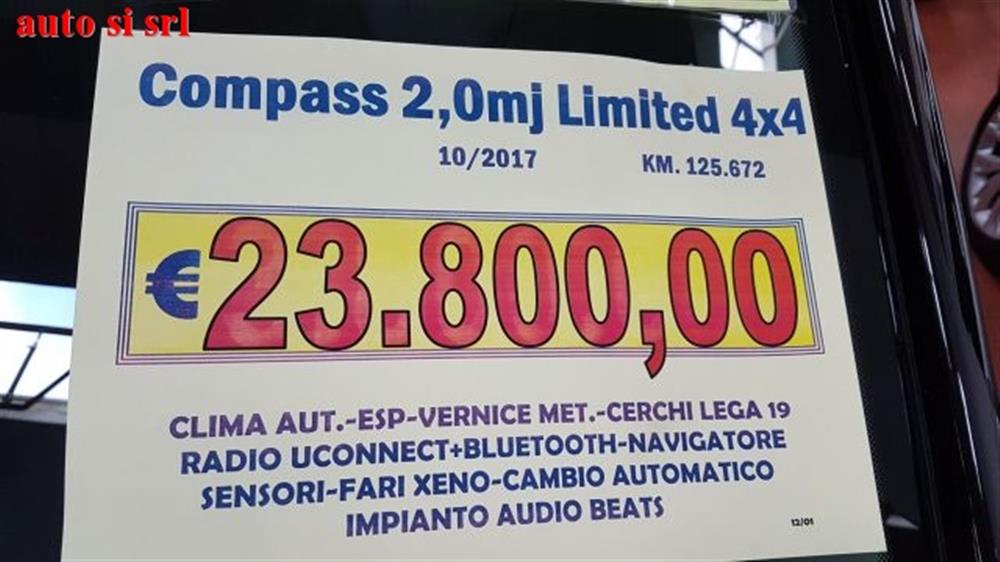 auto si srl
Compass 2,0mj Limited 4x4
10/2017 KM. 125.672
€23.800,00
CLIMA AUT.-ESP-VERNICE MET.-CERCHI LEGA 19
RADIO UCONNECT+BLUETOOTH-NAVIGATORE
SENSORI-FARI XENO-CAMBIO AUTOMATICO
IMPIANTO AUDIO BEATS
12/01